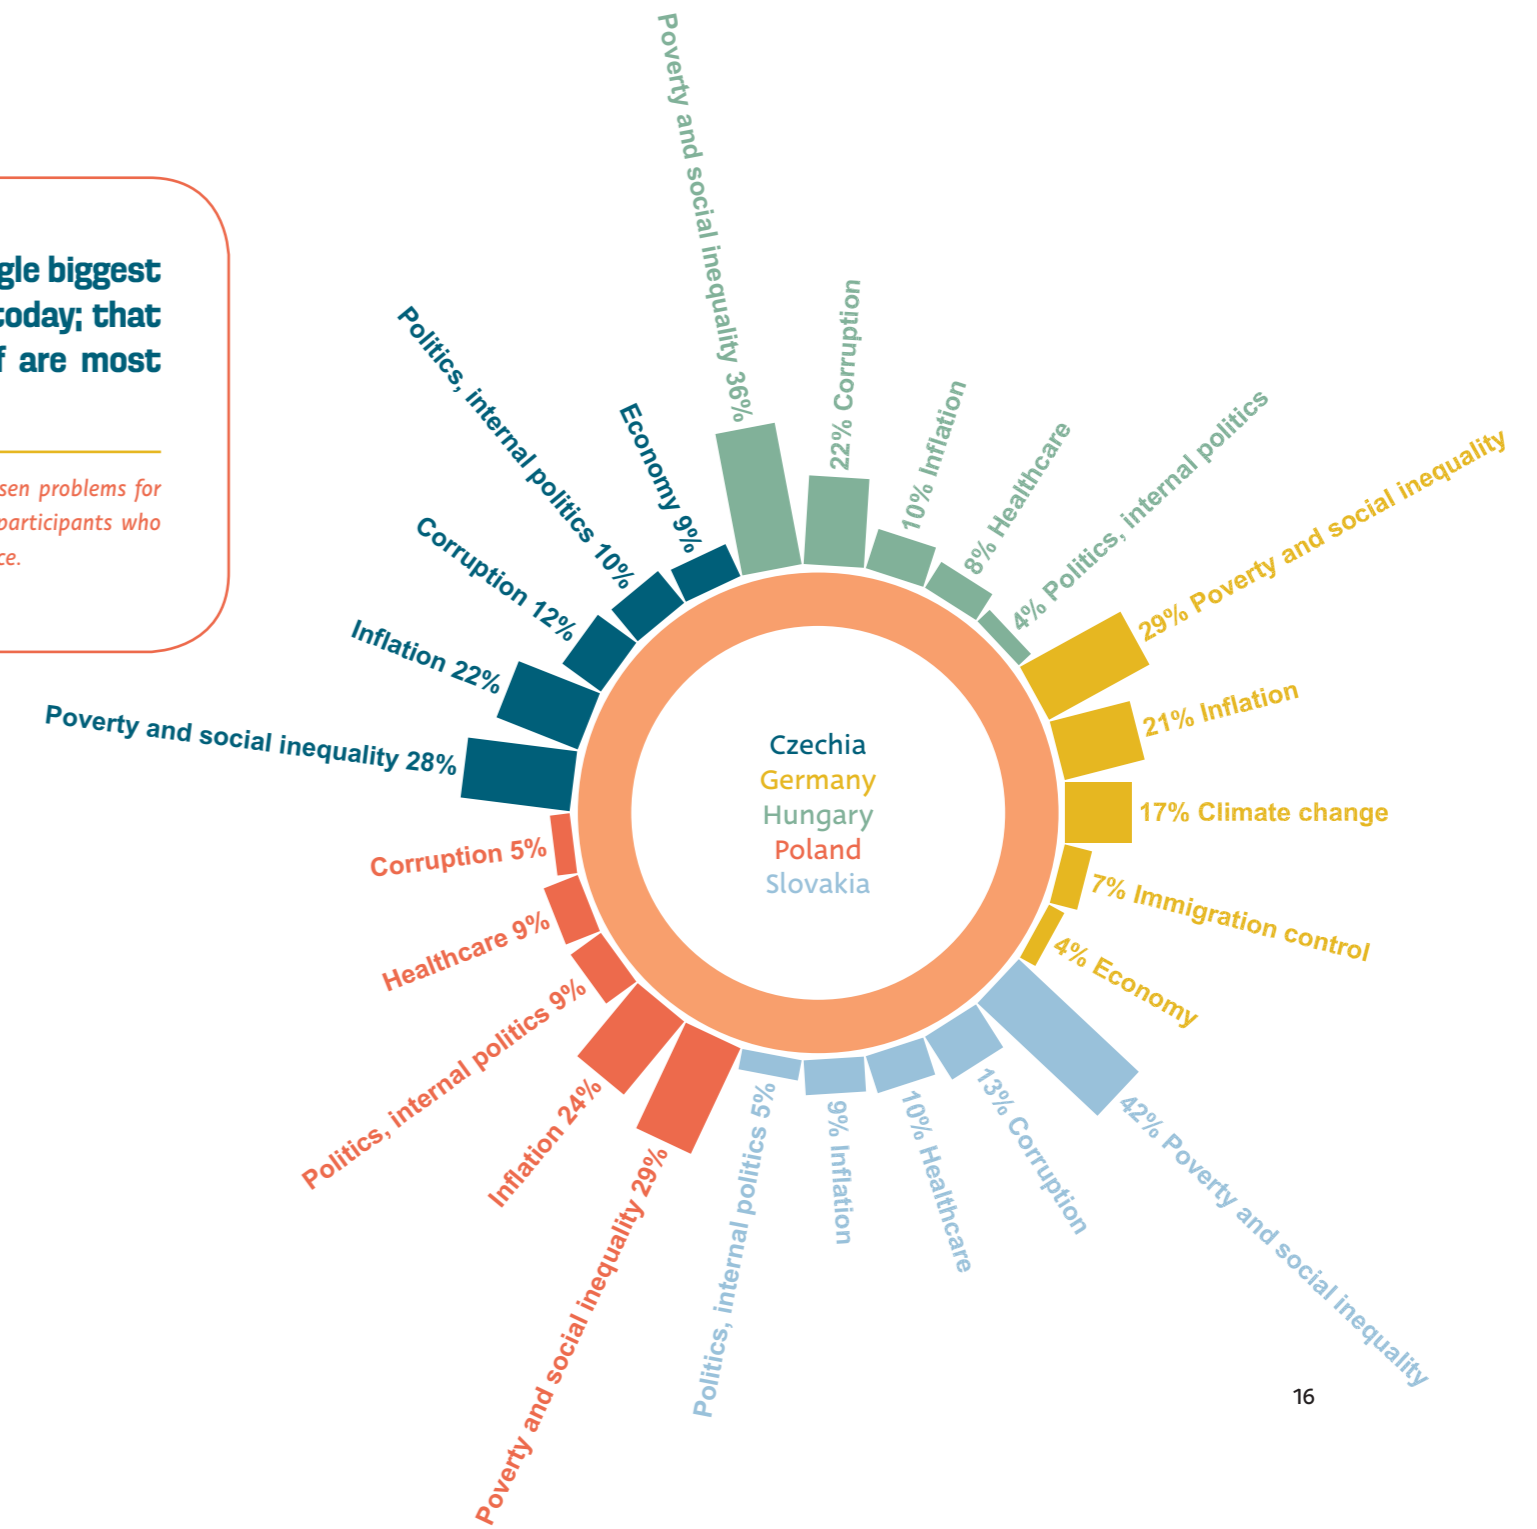 gle biggest
today; that
f are most
sen problems for
participants who
ce.
Poverty and social inequality 36%
22% Corruption
10% Inflation
8% Healthcare
4% Politics, internal politics
29% Poverty and social inequality
21% Inflation
17% Climate change
7% Immigration control
4% Economy
42% Poverty and social inequality
13% Corruption
10% Healthcare
9% Inflation
Politics, internal politics 5%
Poverty and social inequality 29%
Inflation 24%
Politics, internal politics 9%
Healthcare 9%
Corruption 5%
Poverty and social inequality 28%
Inflation 22%
Corruption 12%
Politics, internal politics 10%
Economy 9%
Czechia
Germany
Hungary
Poland
Slovakia
16